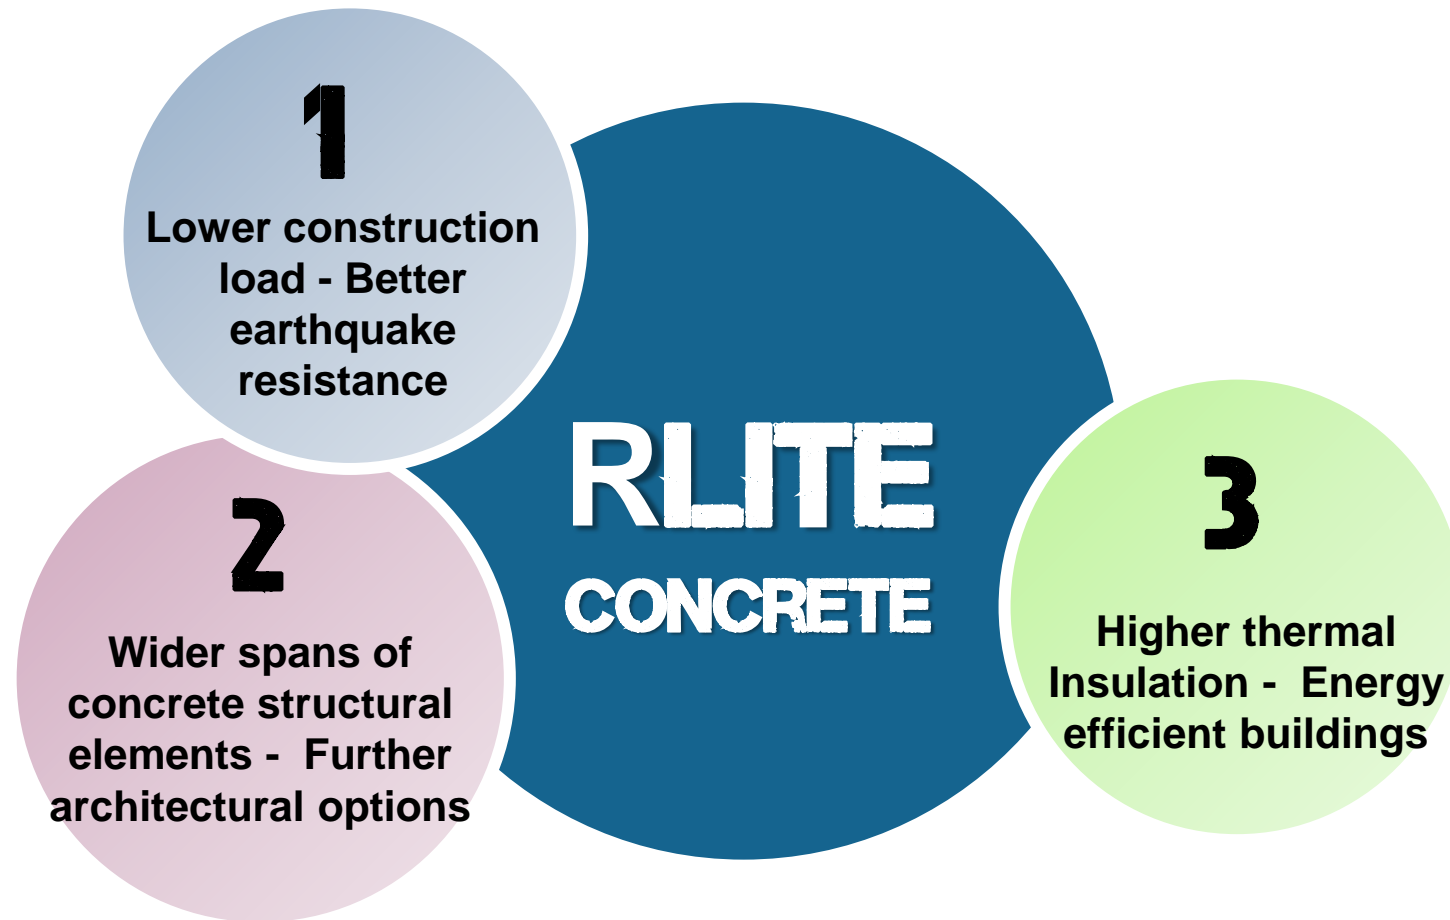 1
Lower construction
load - Better
earthquake
resistance
2
Wider spans of
concrete structural
elements -  Further
architectural options
RLITE
CONCRETE
3
Higher thermal
Insulation -  Energy
efficient buildings